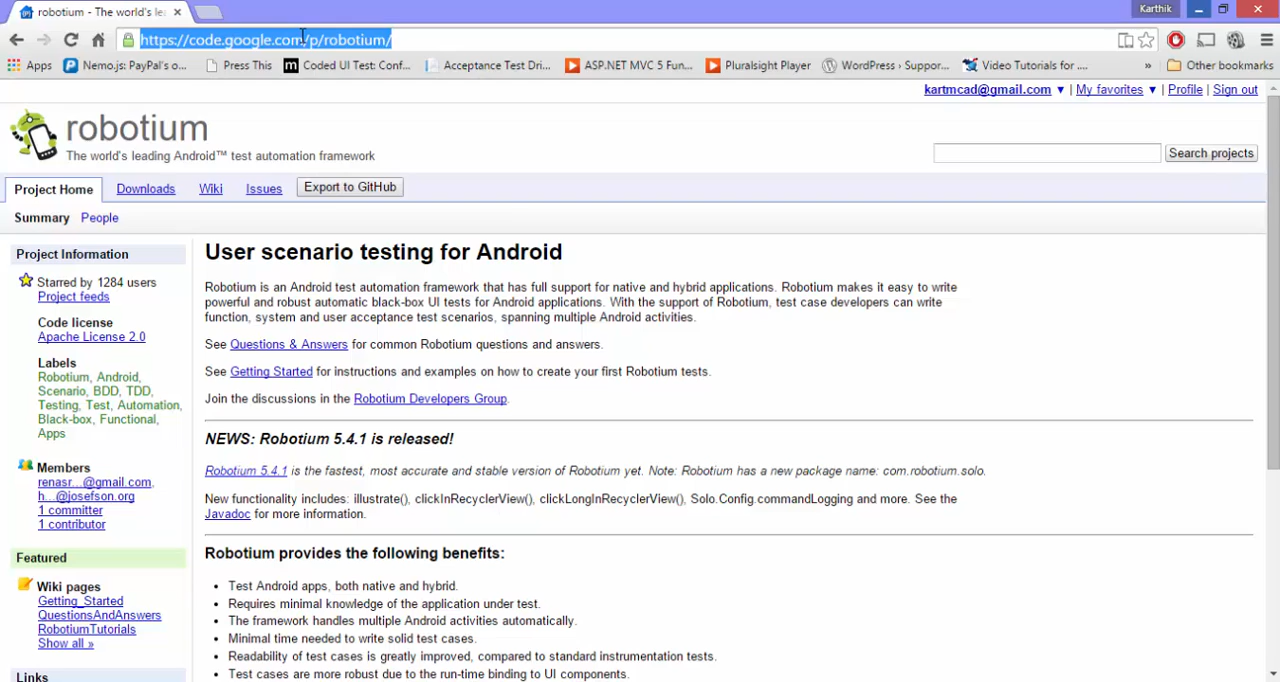 robotium - The world's le
Karthik
https://code.google.com/p/robotium/
Apps Nemo.js: PayPal's o... Press This Coded UI Test: Conf... Acceptance Test Dri... ASP.NET MVC 5 Fun... Pluralsight Player WordPress › Suppor... Video Tutorials for .... » Other bookmarks
kartmcad@gmail.com ▼ | My favorites ▼ | Profile | Sign out
robotium
The world's leading Android™ test automation framework
Search projects
Project Home Downloads Wiki Issues Export to GitHub
Summary People
Project Information
Starred by 1284 users
Project feeds
Code license
Apache License 2.0
Labels
Robotium, Android,
Scenario, BDD, TDD,
Testing, Test, Automation,
Black-box, Functional,
Apps
Members
renasr...@gmail.com,
h...@josefson.org
1 committer
1 contributor
Featured
Wiki pages
Getting_Started
QuestionsAndAnswers
RobotiumTutorials
Show all »
Links
User scenario testing for Android
Robotium is an Android test automation framework that has full support for native and hybrid applications. Robotium makes it easy to write
powerful and robust automatic black-box UI tests for Android applications. With the support of Robotium, test case developers can write
function, system and user acceptance test scenarios, spanning multiple Android activities.
See Questions & Answers for common Robotium questions and answers.
See Getting Started for instructions and examples on how to create your first Robotium tests.
Join the discussions in the Robotium Developers Group.
NEWS: Robotium 5.4.1 is released!
Robotium 5.4.1 is the fastest, most accurate and stable version of Robotium yet. Note: Robotium has a new package name: com.robotium.solo.
New functionality includes: illustrate(), clickInRecyclerView(), clickLongInRecyclerView(), Solo.Config.commandLogging and more. See the
Javadoc for more information.
Robotium provides the following benefits:
• Test Android apps, both native and hybrid.
• Requires minimal knowledge of the application under test.
• The framework handles multiple Android activities automatically.
• Minimal time needed to write solid test cases.
• Readability of test cases is greatly improved, compared to standard instrumentation tests.
• Test cases are more robust due to the run-time binding to UI components.